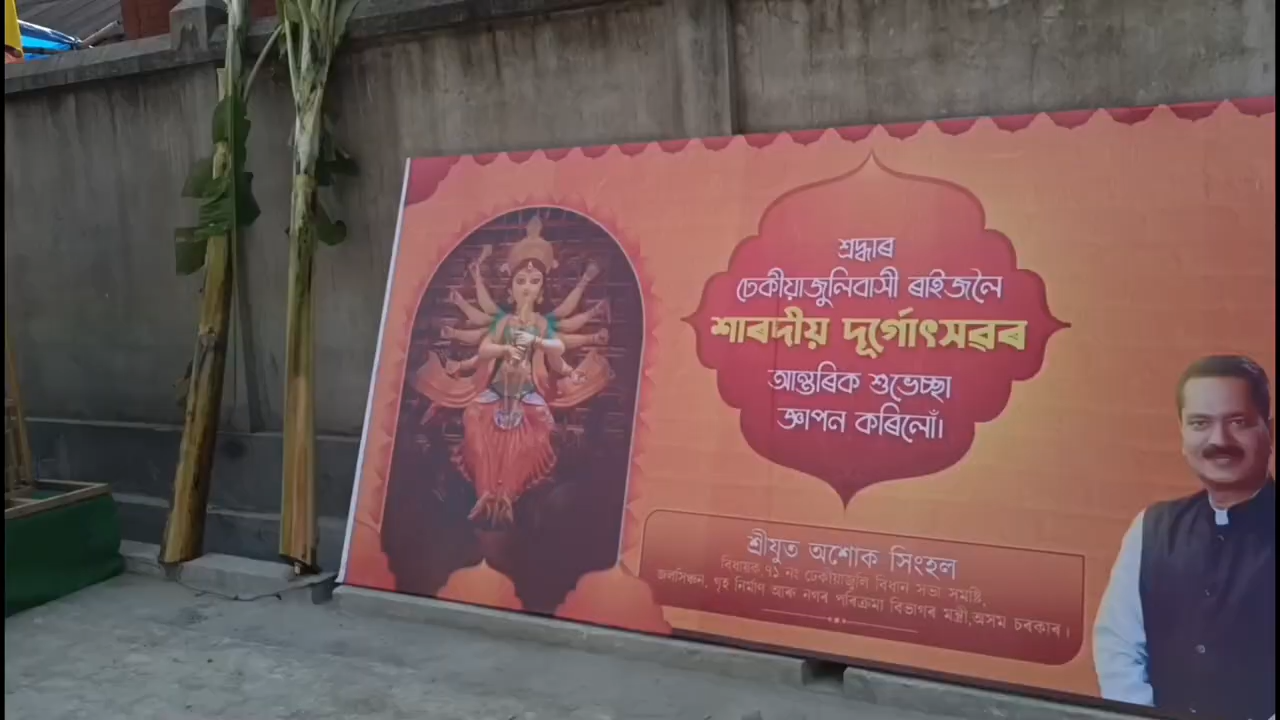 শ্ৰদ্ধাৰ
ঢেকীয়াজুলিবাসী ৰাইজলৈ
শাৰদীয় দূৰ্গোৎসৱৰ
আন্তৰিক শুভেচ্ছা
জ্ঞাপন কৰিলোঁ।
শ্ৰীযুত অশোক সিংহল
বিধায়ক ৭১ নং ঢেকীয়াজুলি বিধান সভা সমষ্টি,
জলসিঞ্চন, গৃহ নিৰ্মাণ আৰু নগৰ পৰিক্ৰমা বিভাগৰ মন্ত্ৰী,অসম চৰকাৰ।